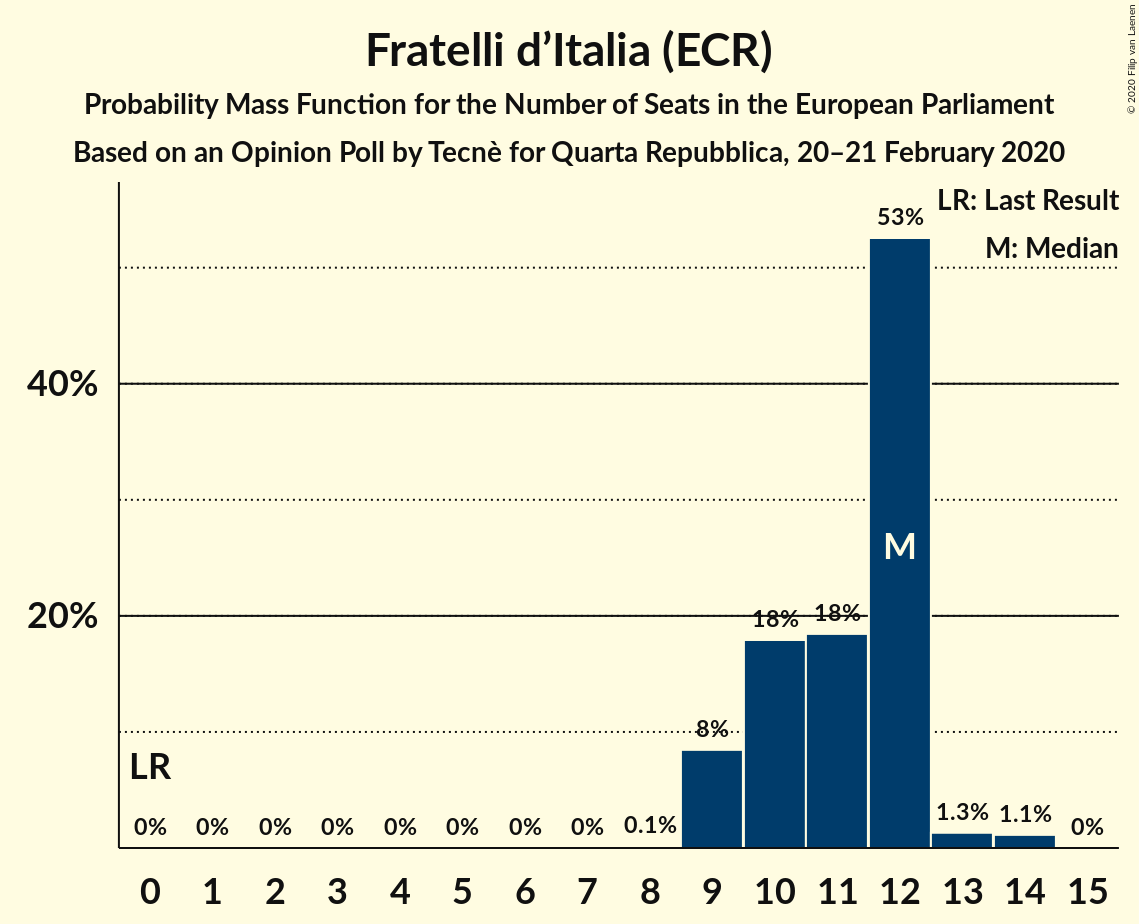 Fratelli d’Italia (ECR)
Probability Mass Function for the Number of Seats in the European Parliament
Based on an Opinion Poll by Tecnè for Quarta Repubblica, 20–21 February 2020
© 2020 Filip van Laenen
LR: Last Result
M: Median
53%
40%
M
20%
18%
18%
8%
LR
0%
0%
0%
0%
0%
0%
0%
0%
0.1%
1.3%
1.1%
0%
0 1 2 3 4 5 6 7 8 9 10 11 12 13 14 15